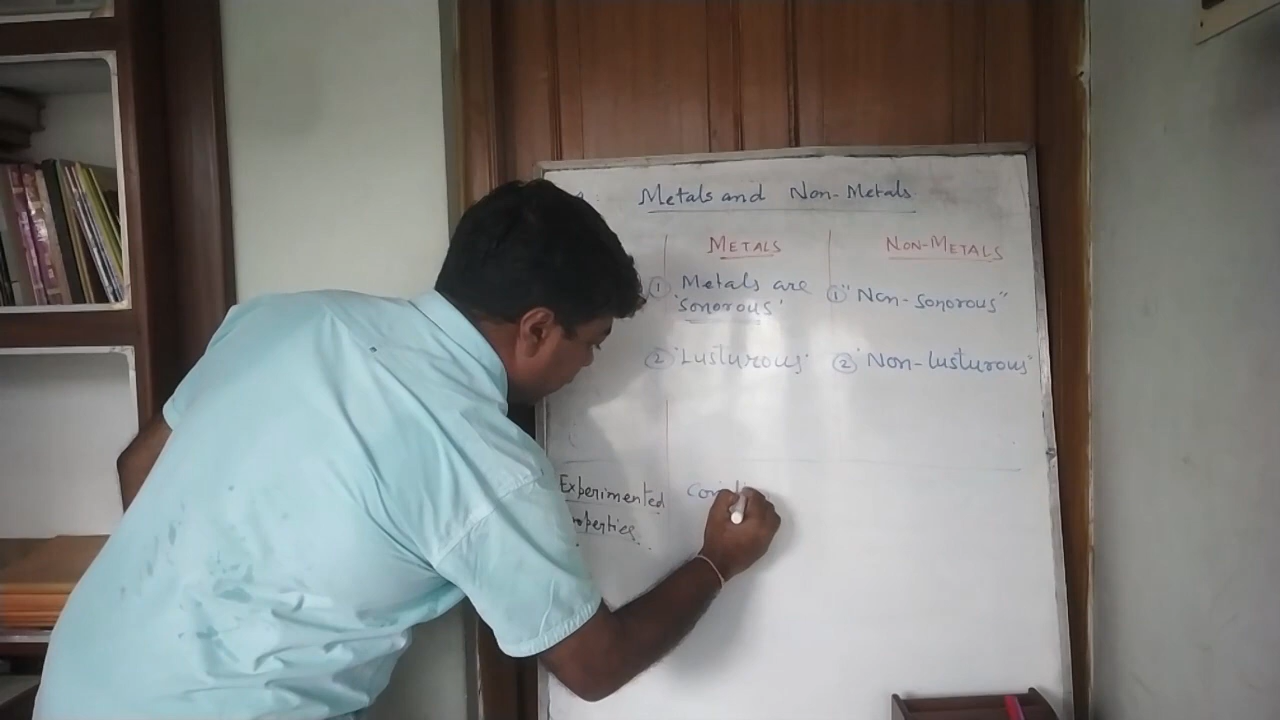 Metals and Non-Metals
METALS
NON-METALS
① Metals are
'sonorous'
① "Non-sonorous"
② 'Lusturous'
② 'Non-lusturous'
Experimented